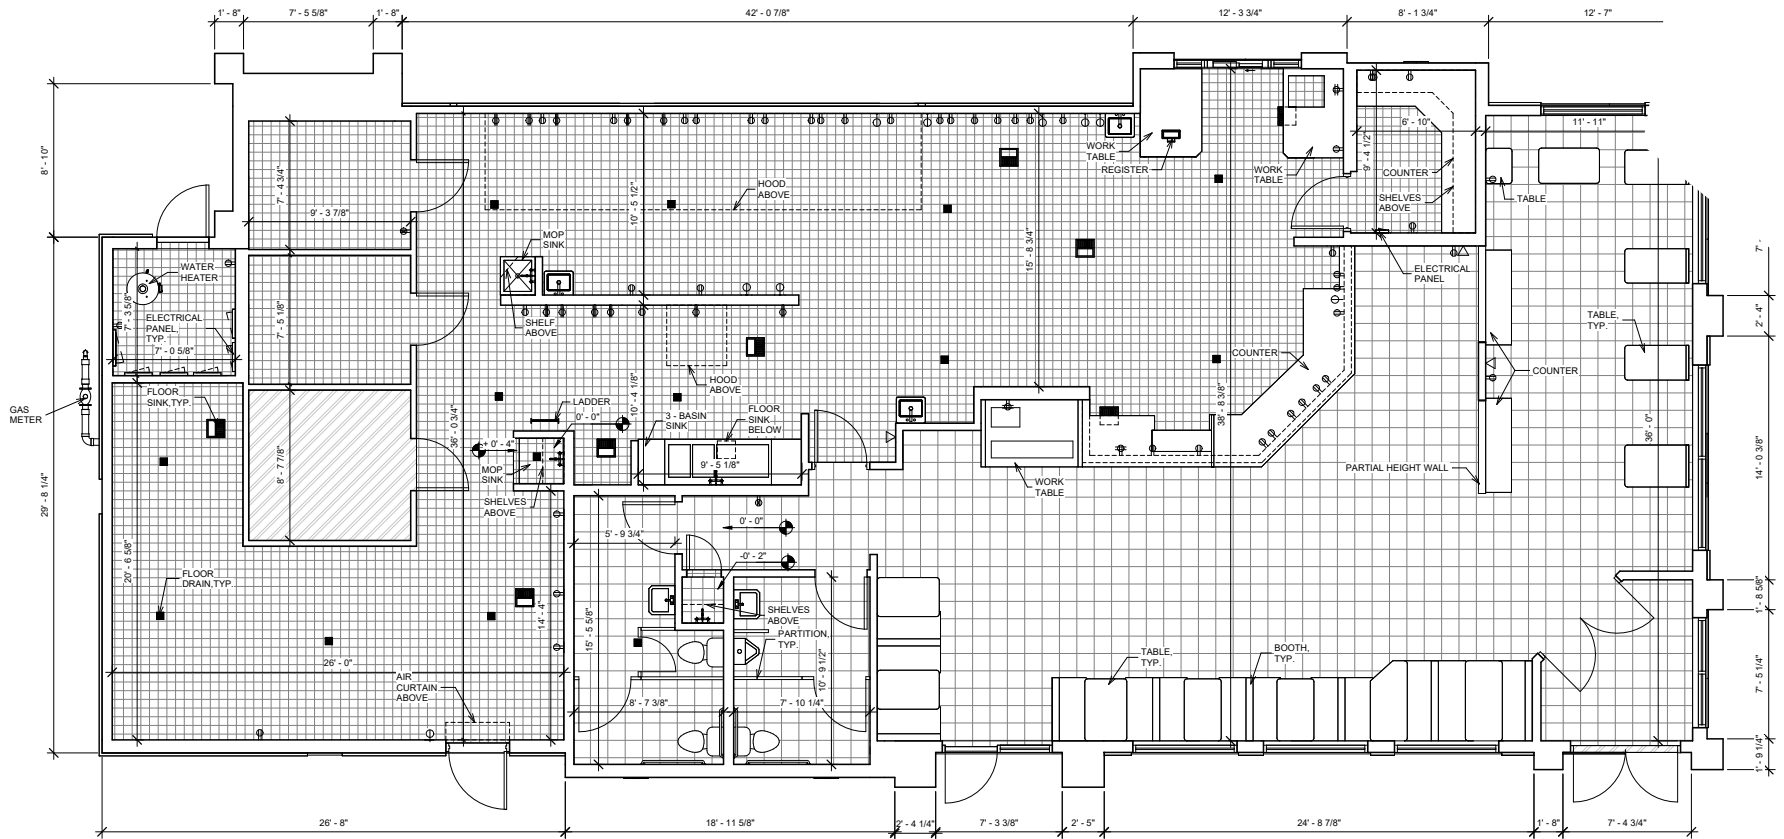 1' - 8"
7' - 5 5/8"
1' - 8"
42' - 0 7/8"
12' - 3 3/4"
8' - 1 3/4"
12' - 7"
8' - 10"
7' - 4 3/4"
9' - 3 7/8"
10' - 5 1/2"
HOOD
ABOVE
15' - 8 3/4"
WORK
TABLE
REGISTER
WORK
TABLE
6' - 10"
9' - 4 1/2"
COUNTER
SHELVES
ABOVE
11' - 11"
TABLE
MOP
SINK
WATER
HEATER
7' - 3 5/8"
ELECTRICAL
PANEL,
TYP.
7' - 0 5/8"
7' - 5 1/8"
SHELF
ABOVE
ELECTRICAL
PANEL
7' -
2' - 4"
TABLE,
TYP.
COUNTER
COUNTER
HOOD
ABOVE
GAS
METER
FLOOR
SINK,TYP.
8' - 7 7/8"
36' - 0 3/4"
LADDER
0' - 0"
10' - 4 1/8"
3 - BASIN
SINK
FLOOR
SINK
BELOW
38' - 8 3/8"
36' - 0"
14' - 0 3/8"
+ 0' - 4"
MOP
SINK
SHELVES
ABOVE
9' - 5 1/8"
WORK
TABLE
PARTIAL HEIGHT WALL
29' - 8 1/4"
20' - 6 5/8"
5' - 9 3/4"
0' - 0"
-0' - 2"
FLOOR
DRAIN,TYP.
14' - 4"
15' - 5 5/8"
SHELVES
ABOVE
PARTITION,
TYP.
10' - 9 1/2"
1' - 8 5/8"
26' - 0"
AIR
CURTAIN
ABOVE
8' - 7 3/8"
7' - 10 1/4"
TABLE,
TYP.
BOOTH,
TYP.
7' - 5 1/4"
1' - 9 1/4"
26' - 8"
18' - 11 5/8"
2' - 4 1/4"
7' - 3 3/8"
2' - 5"
24' - 8 7/8"
1' - 8"
7' - 4 3/4"